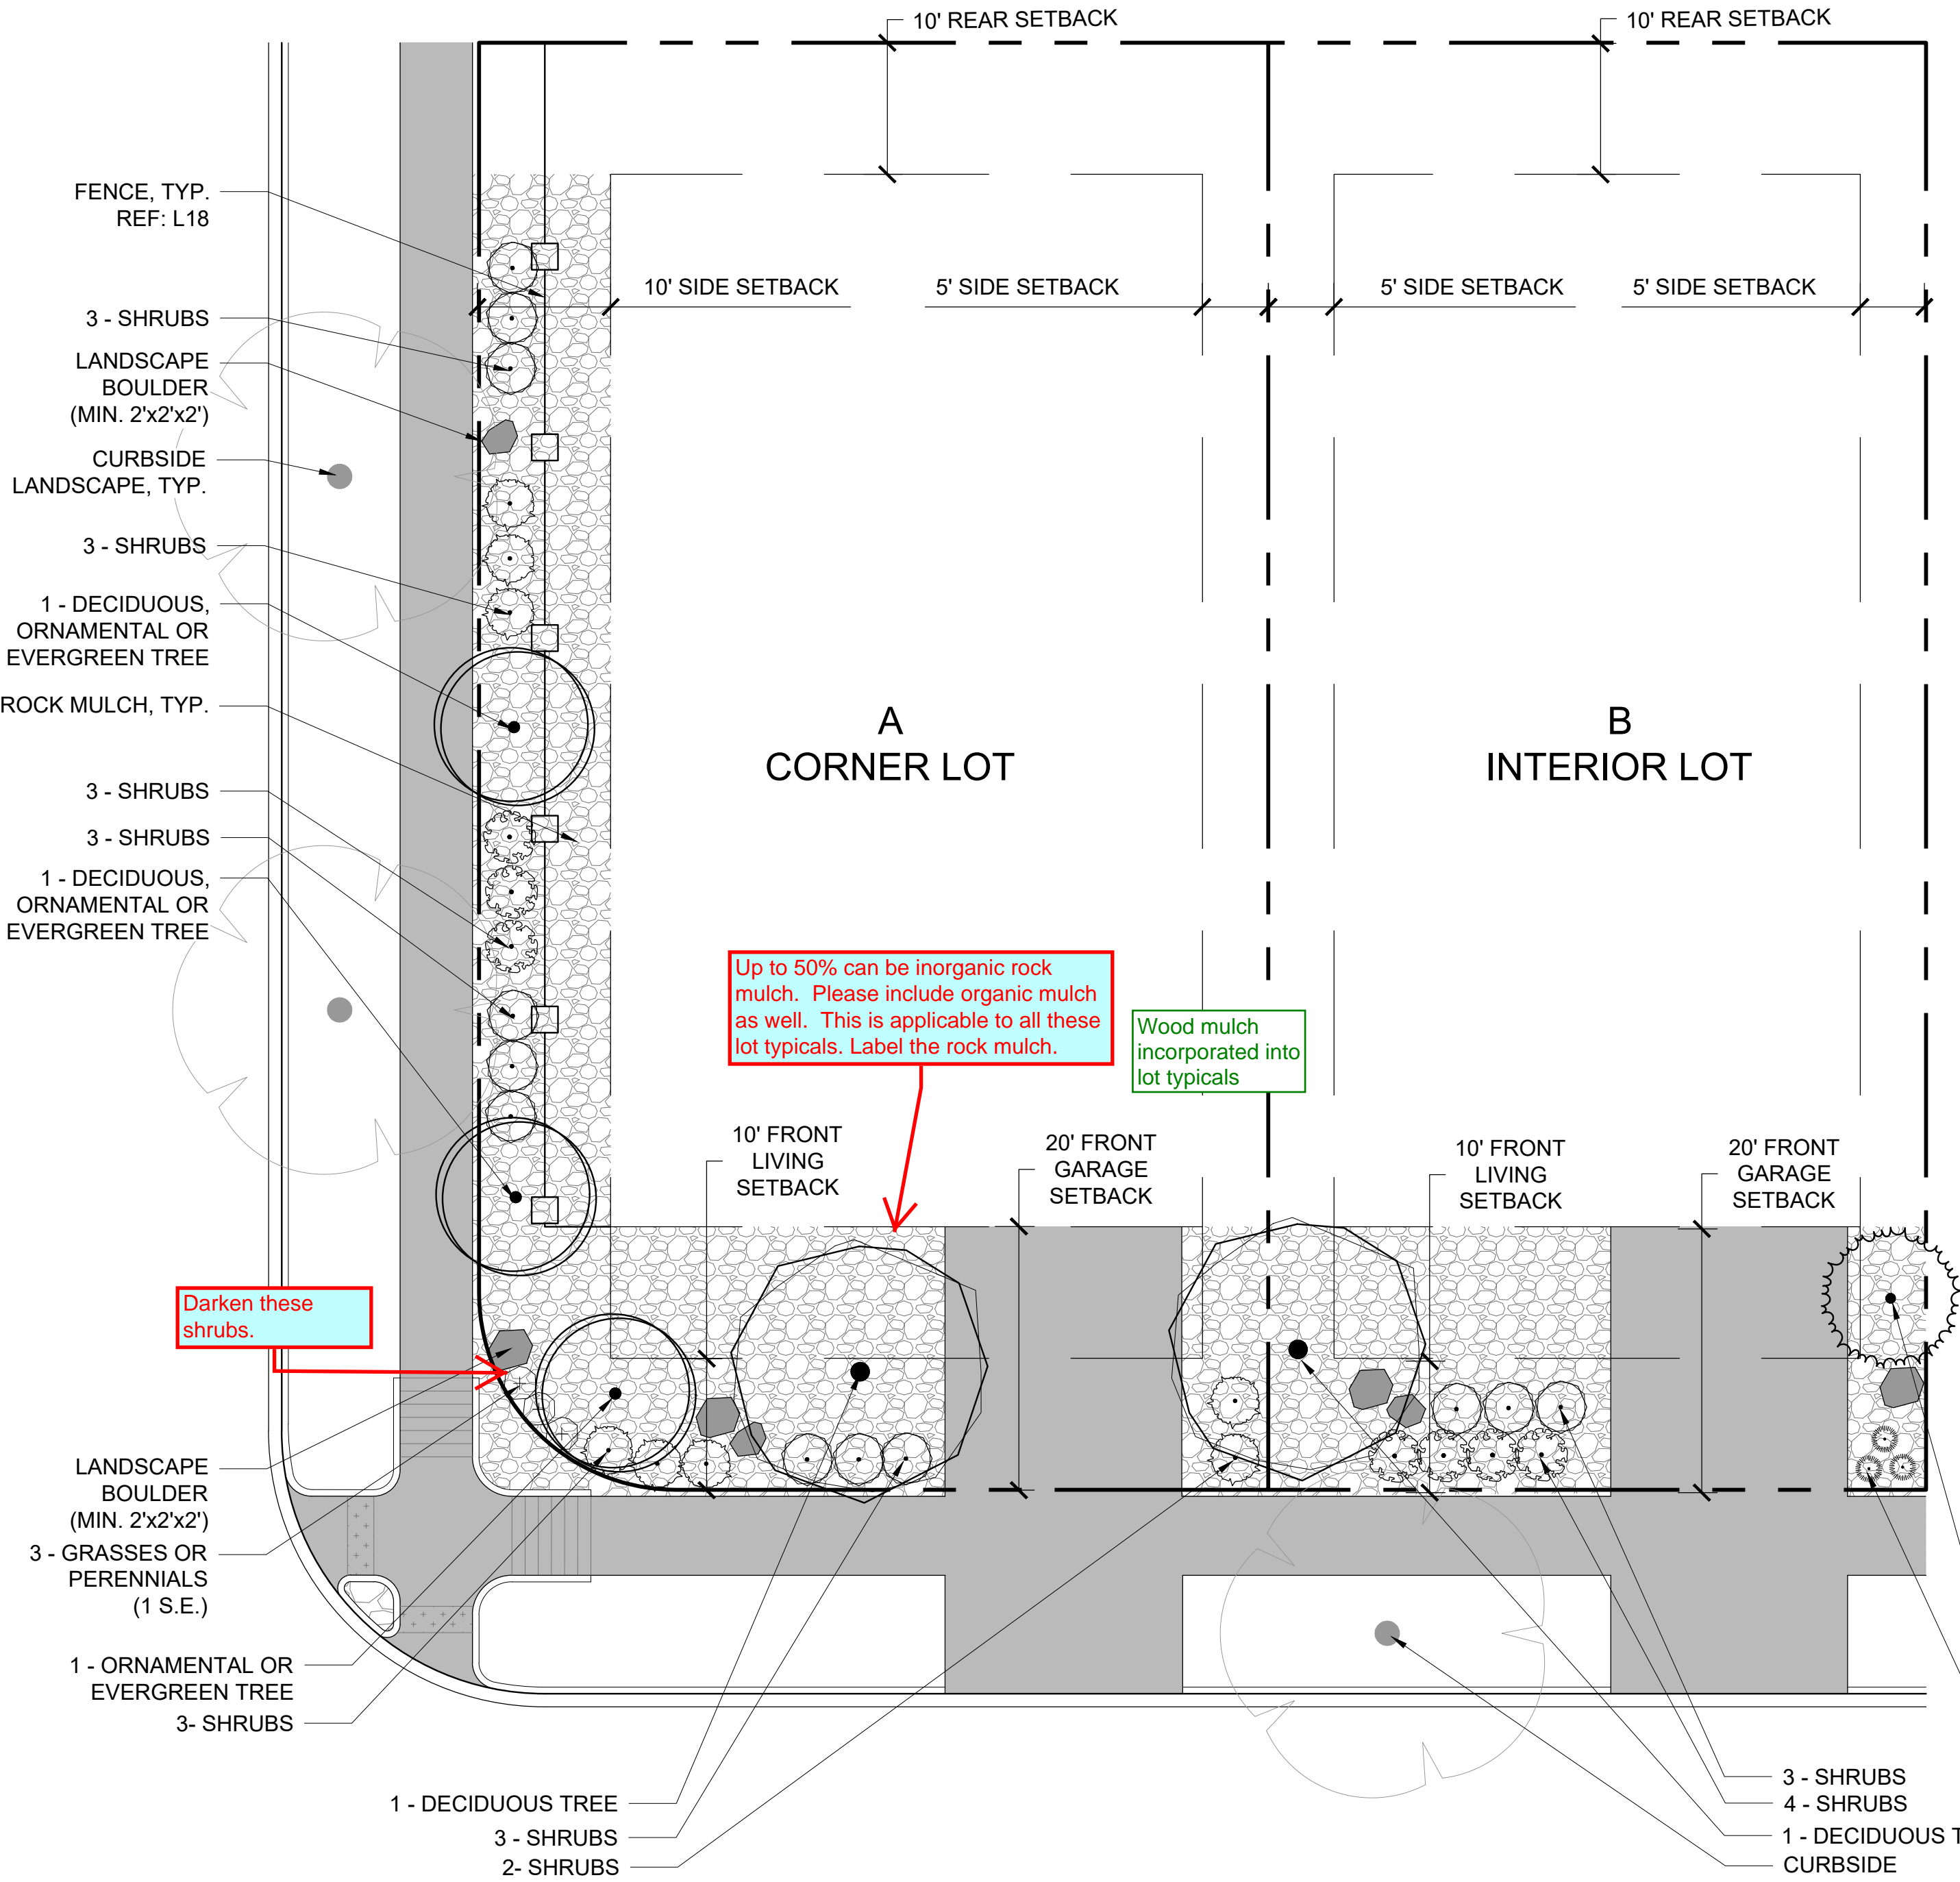 10' REAR SETBACK
10' REAR SETBACK
FENCE, TYP.
REF: L18
10' SIDE SETBACK
5' SIDE SETBACK
5' SIDE SETBACK
5' SIDE SETBACK
3 - SHRUBS
LANDSCAPE
BOULDER
(MIN. 2'x2'x2')
CURBSIDE
LANDSCAPE, TYP.
3 - SHRUBS
1 - DECIDUOUS,
ORNAMENTAL OR
EVERGREEN TREE
ROCK MULCH, TYP.
A
CORNER LOT
B
INTERIOR LOT
3 - SHRUBS
3 - SHRUBS
1 - DECIDUOUS,
ORNAMENTAL OR
EVERGREEN TREE
Up to 50% can be inorganic rock
mulch. Please include organic mulch
as well. This is applicable to all these
lot typicals. Label the rock mulch.
Wood mulch
incorporated into
lot typicals
10' FRONT
LIVING
SETBACK
20' FRONT
GARAGE
SETBACK
10' FRONT
LIVING
SETBACK
20' FRONT
GARAGE
SETBACK
Darken these
shrubs.
LANDSCAPE
BOULDER
(MIN. 2'x2'x2')
3 - GRASSES OR
PERENNIALS
(1 S.E.)
1 - ORNAMENTAL OR
EVERGREEN TREE
3- SHRUBS
1 - DECIDUOUS TREE
3 - SHRUBS
2- SHRUBS
3 - SHRUBS
4 - SHRUBS
1 - DECIDUOUS T
CURBSIDE